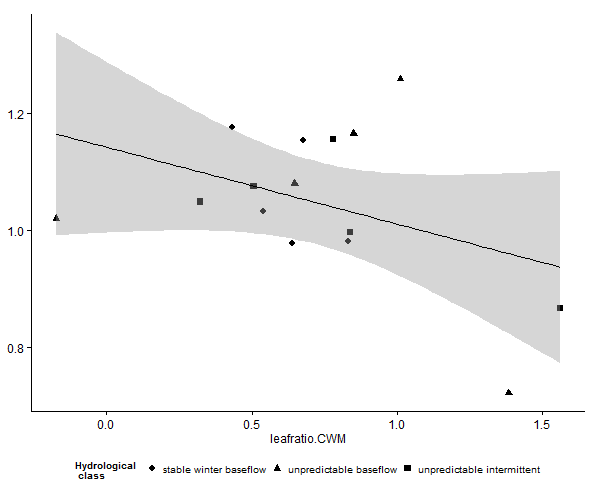 1.2
1.0
0.8
0.0 0.5 1.0 1.5
leafratio.CWM
Hydrological
class
stable winter baseflow unpredictable baseflow unpredictable intermittent